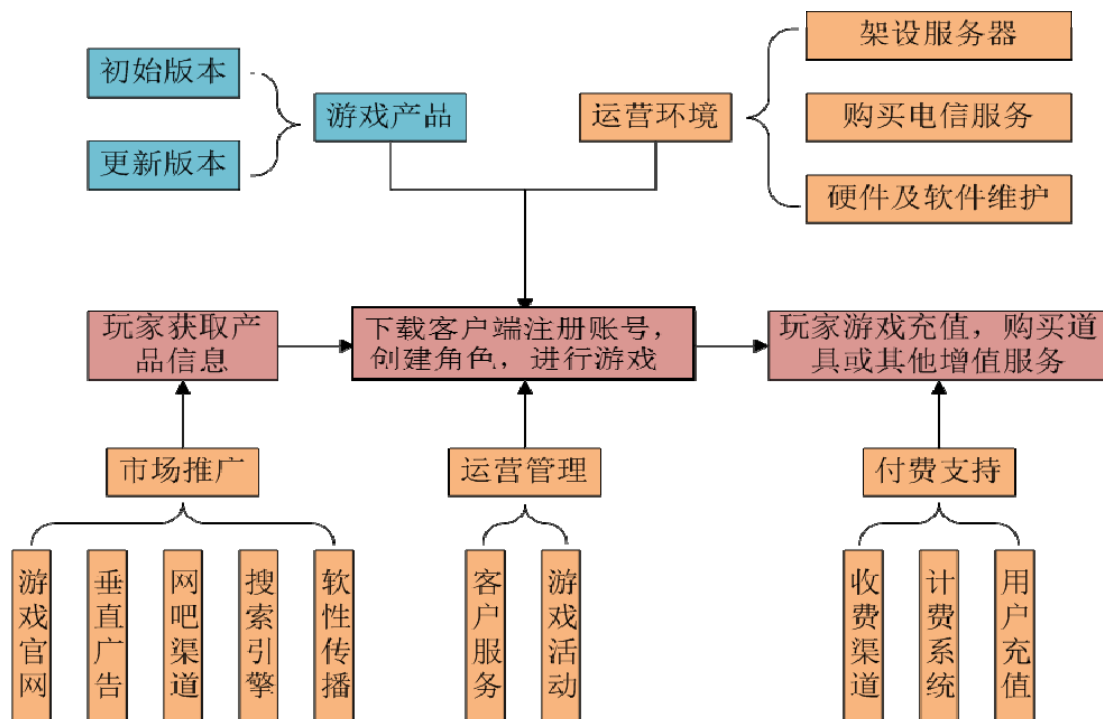 架设服务器
初始版本
游戏产品
运营环境
购买电信服务
更新版本
硬件及软件维护
玩家获取产
品信息
下载客户端注册账号，
创建角色，进行游戏
玩家游戏充值，购买道
具或其他增值服务
市场推广
运营管理
付费支持
游戏官网
垂直广告
网吧渠道
搜索引擎
软性传播
客户服务
游戏活动
收费渠道
计费系统
用户充值